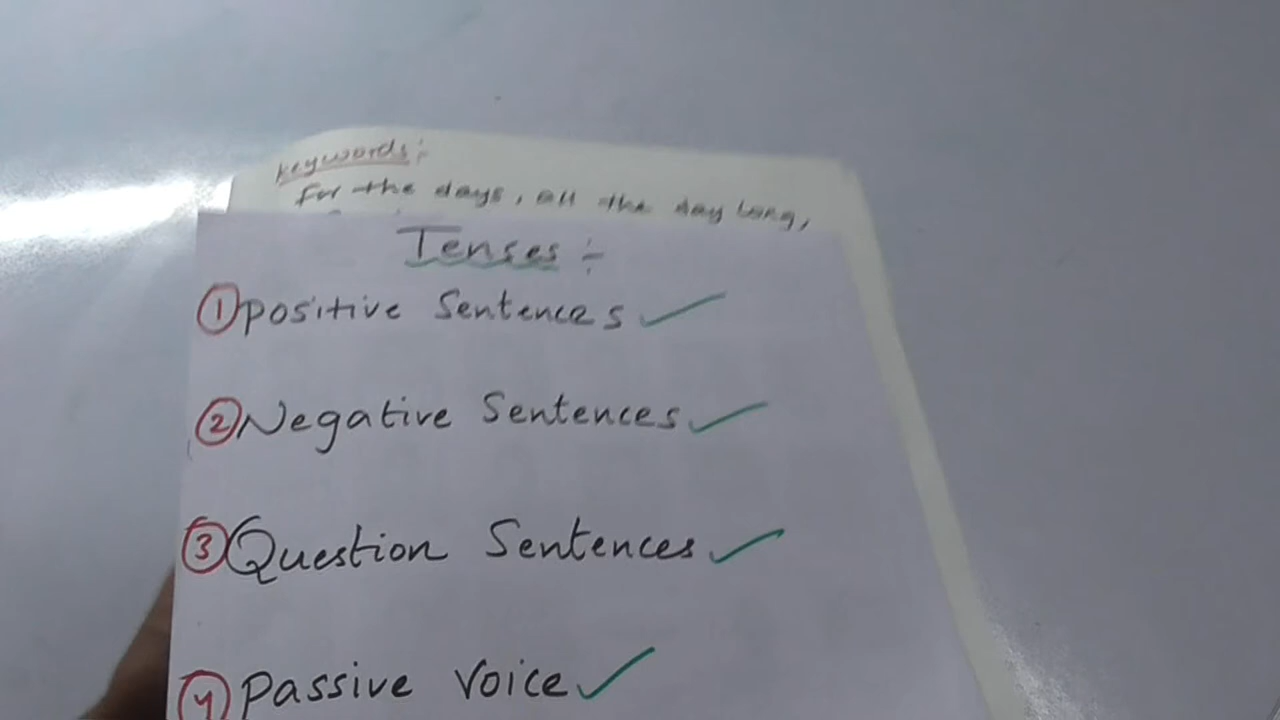 Keywords:
For the days, all the day long,
Tenses:
① Positive Sentences ✓
② Negative Sentences ✓
③ Question Sentences ✓
④ Passive Voice ✓